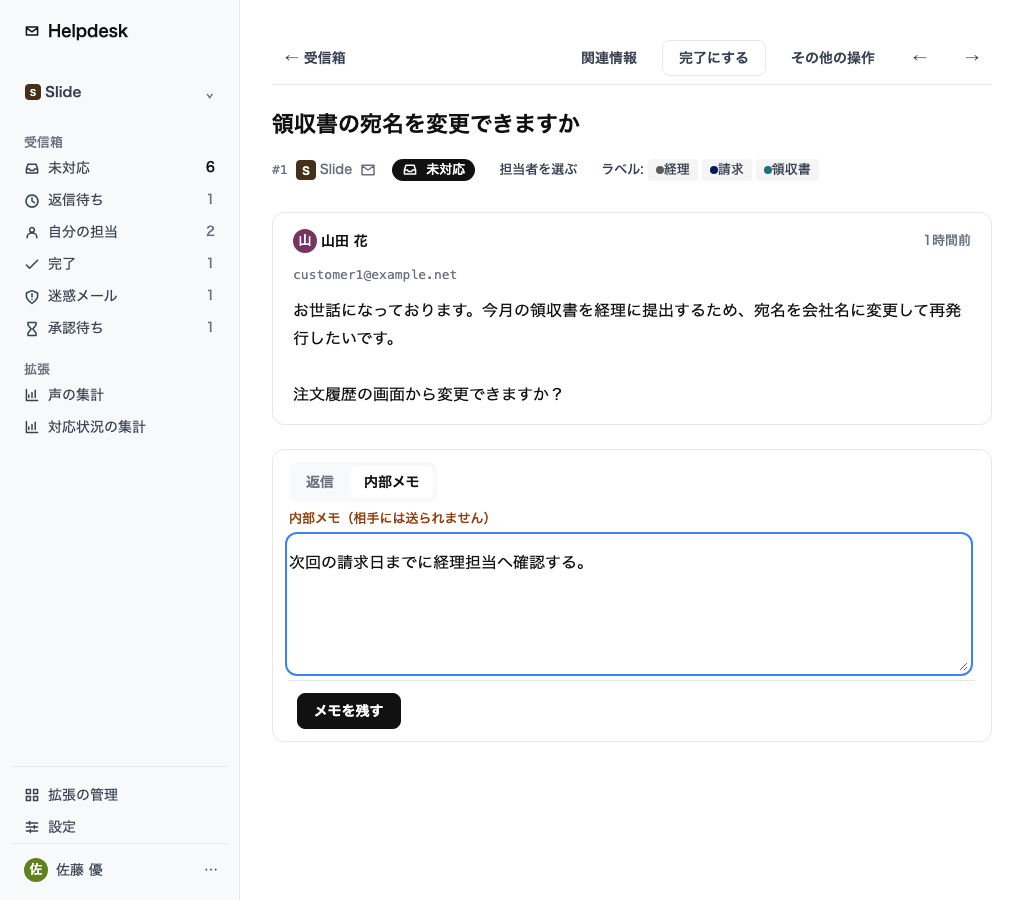 Helpdesk
S Slide
受信箱
未対応 6
返信待ち 1
自分の担当 2
完了 1
迷惑メール 1
承認待ち 1
拡張
声の集計
対応状況の集計
拡張の管理
設定
佐 佐藤 優 …
← 受信箱 関連情報 完了にする その他の操作 ← →
領収書の宛名を変更できますか
#1 S Slide 未対応 担当者を選ぶ ラベル: 経理 請求 領収書
山 山田 花 1時間前
customer1@example.net
お世話になっております。今月の領収書を経理に提出するため、宛名を会社名に変更して再発
行したいです。
注文履歴の画面から変更できますか？
返信 内部メモ
内部メモ（相手には送られません）
次回の請求日までに経理担当へ確認する。
メモを残す